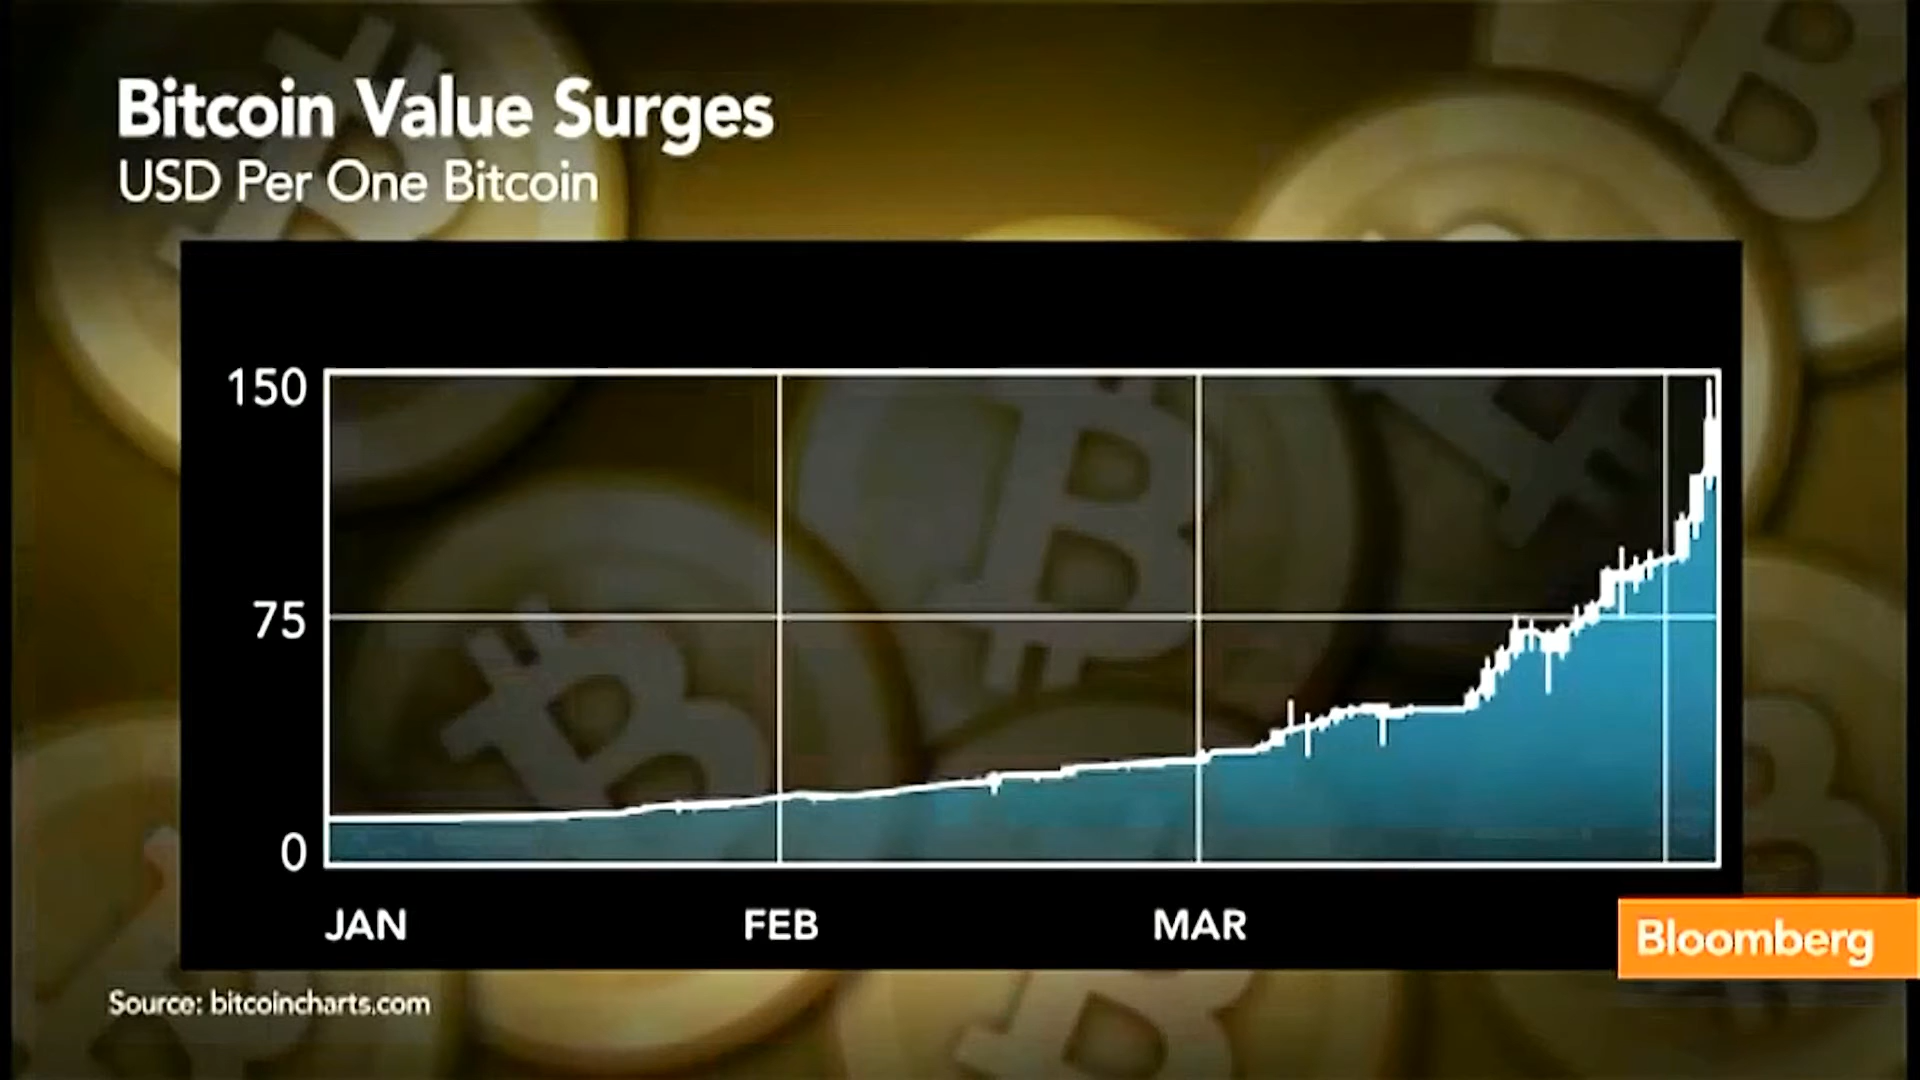 Bitcoin Value Surges
USD Per One Bitcoin
150
75
0
JAN FEB MAR
Bloomberg
Source: bitcoincharts.com